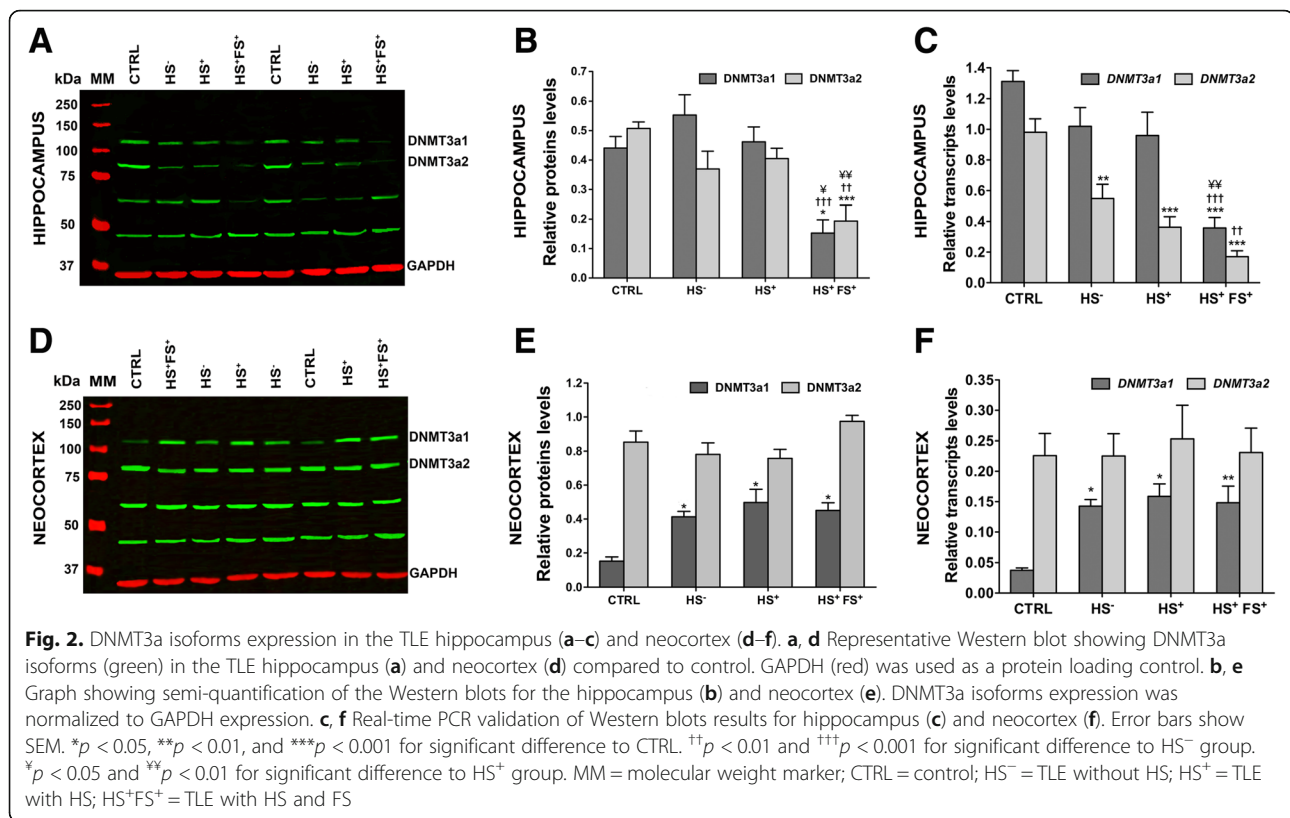 A
HIPPOCAMPUS
kDa MM CTRL HS- HS+ HS+FS+ CTRL HS- HS+ HS+FS+
250
150
100
75
50
37
DNMT3a1
DNMT3a2
GAPDH
B
HIPPOCAMPUS
Relative proteins levels
DNMT3a1 DNMT3a2
0.7
0.6
0.5
0.4
0.3
0.2
0.1
0.0
¥
†††
*
¥¥
††
***
CTRL HS- HS+ HS+ FS+
C
HIPPOCAMPUS
Relative transcripts levels
DNMT3a1 DNMT3a2
1.4
1.2
1.0
0.8
0.6
0.4
0.2
0.0
**
***
¥¥
†††
***
††
***
CTRL HS- HS+ HS+ FS+
D
NEOCORTEX
kDa MM CTRL HS+FS+ HS- HS+ HS- CTRL HS+ HS+FS+
250
150
100
75
50
37
DNMT3a1
DNMT3a2
GAPDH
E
NEOCORTEX
Relative proteins levels
DNMT3a1 DNMT3a2
1.2
1.0
0.8
0.6
0.4
0.2
0.0
*
*
*
CTRL HS- HS+ HS+ FS+
F
NEOCORTEX
Relative transcripts levels
DNMT3a1 DNMT3a2
0.35
0.30
0.25
0.20
0.15
0.10
0.05
0.00
*
*
**
CTRL HS- HS+ HS+ FS+
Fig. 2. DNMT3a isoforms expression in the TLE hippocampus (a–c) and neocortex (d–f). a, d Representative Western blot showing DNMT3a
isoforms (green) in the TLE hippocampus (a) and neocortex (d) compared to control. GAPDH (red) was used as a protein loading control. b, e
Graph showing semi-quantification of the Western blots for the hippocampus (b) and neocortex (e). DNMT3a isoforms expression was
normalized to GAPDH expression. c, f Real-time PCR validation of Western blots results for hippocampus (c) and neocortex (f). Error bars show
SEM. *p < 0.05, **p < 0.01, and ***p < 0.001 for significant difference to CTRL. ††p < 0.01 and †††p < 0.001 for significant difference to HS− group.
¥p < 0.05 and ¥¥p < 0.01 for significant difference to HS+ group. MM = molecular weight marker; CTRL = control; HS− = TLE without HS; HS+ = TLE
with HS; HS+FS+ = TLE with HS and FS